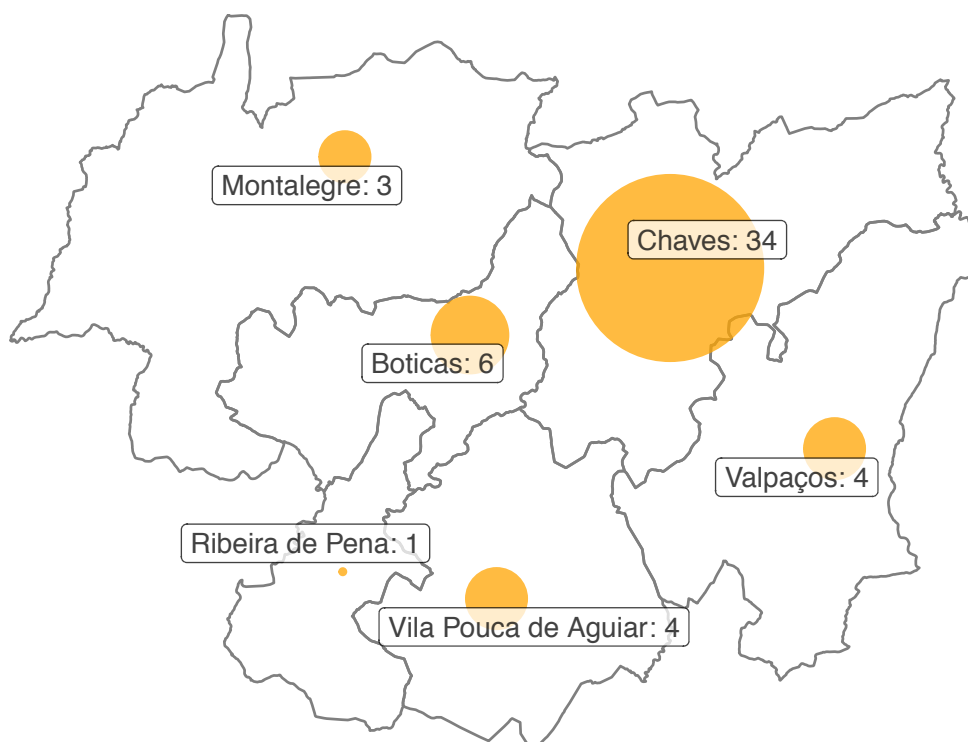 Montalegre: 3
Chaves: 34
Boticas: 6
Valpaços: 4
Ribeira de Pena: 1
Vila Pouca de Aguiar: 4